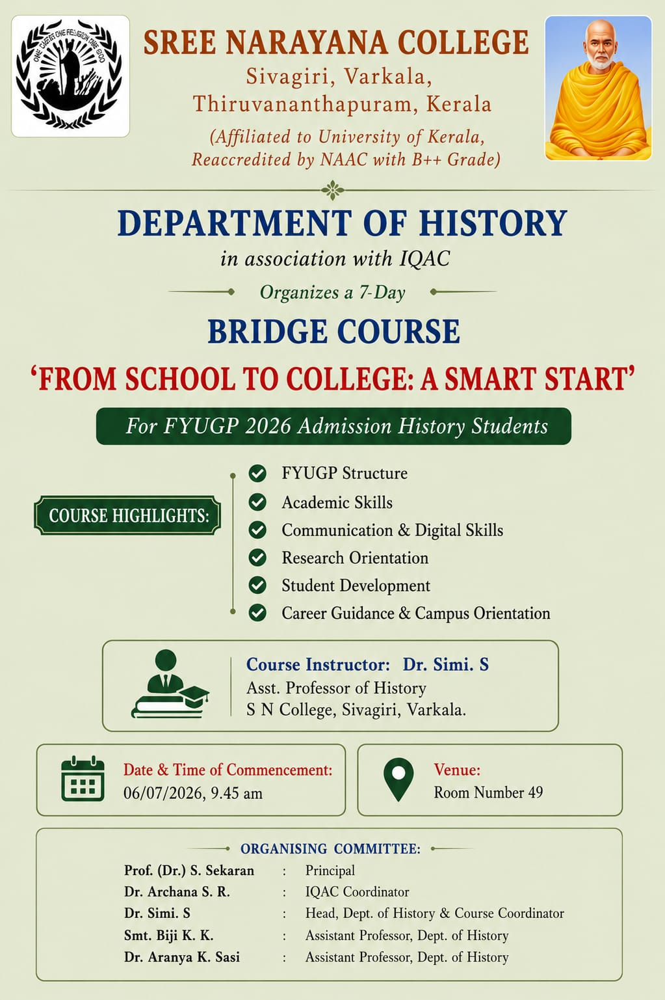 ONE CASTE ONE RELIGION ONE GOD
SREE NARAYANA COLLEGE
Sivagiri, Varkala,
Thiruvananthapuram, Kerala
(Affiliated to University of Kerala,
Reaccredited by NAAC with B++ Grade)
DEPARTMENT OF HISTORY
in association with IQAC
Organizes a 7-Day
BRIDGE COURSE
‘FROM SCHOOL TO COLLEGE: A SMART START’
For FYUGP 2026 Admission History Students
COURSE HIGHLIGHTS:
FYUGP Structure
Academic Skills
Communication & Digital Skills
Research Orientation
Student Development
Career Guidance & Campus Orientation
Course Instructor: Dr. Simi. S
Asst. Professor of History
S N College, Sivagiri, Varkala.
Date & Time of Commencement:
06/07/2026, 9.45 am
Venue:
Room Number 49
ORGANISING COMMITTEE:
Prof. (Dr.) S. Sekaran : Principal
Dr. Archana S. R. : IQAC Coordinator
Dr. Simi. S : Head, Dept. of History & Course Coordinator
Smt. Biji K. K. : Assistant Professor, Dept. of History
Dr. Aranya K. Sasi : Assistant Professor, Dept. of History